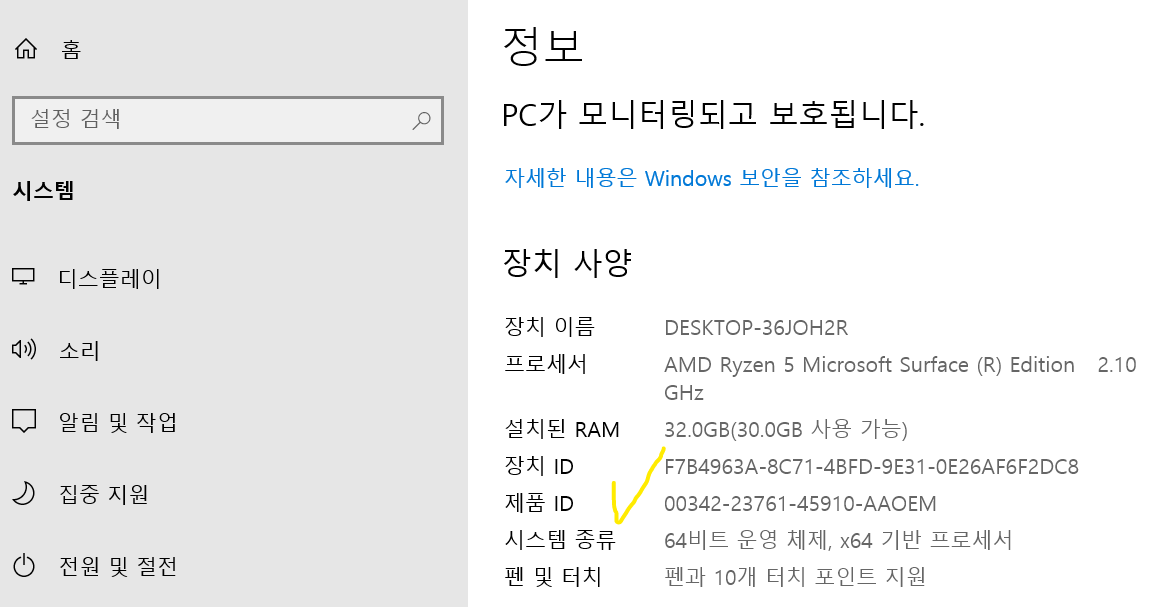 홈
설정 검색
시스템
디스플레이
소리
알림 및 작업
집중 지원
전원 및 절전
정보
PC가 모니터링되고 보호됩니다.
자세한 내용은 Windows 보안을 참조하세요.
장치 사양
장치 이름 DESKTOP-36JOH2R
프로세서 AMD Ryzen 5 Microsoft Surface (R) Edition 2.10
GHz
설치된 RAM 32.0GB(30.0GB 사용 가능)
장치 ID F7B4963A-8C71-4BFD-9E31-0E26AF6F2DC8
제품 ID 00342-23761-45910-AAOEM
시스템 종류 64비트 운영 체제, x64 기반 프로세서
펜 및 터치 펜과 10개 터치 포인트 지원